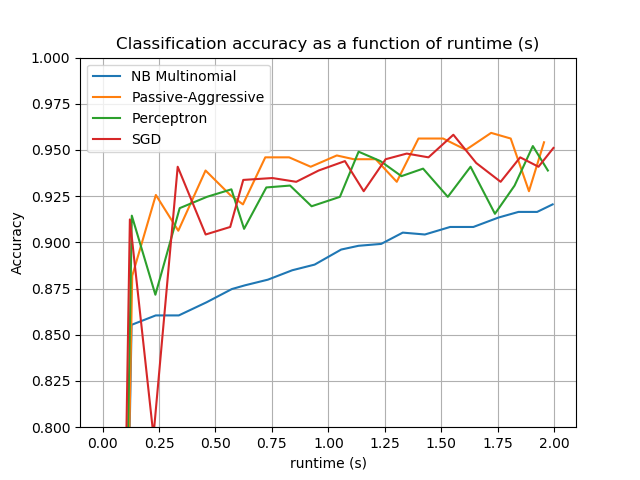 Classification accuracy as a function of runtime (s)
NB Multinomial
Passive-Aggressive
Perceptron
SGD
1.000
0.975
0.950
0.925
0.900
0.875
0.850
0.825
0.800
Accuracy
0.00 0.25 0.50 0.75 1.00 1.25 1.50 1.75 2.00
runtime (s)